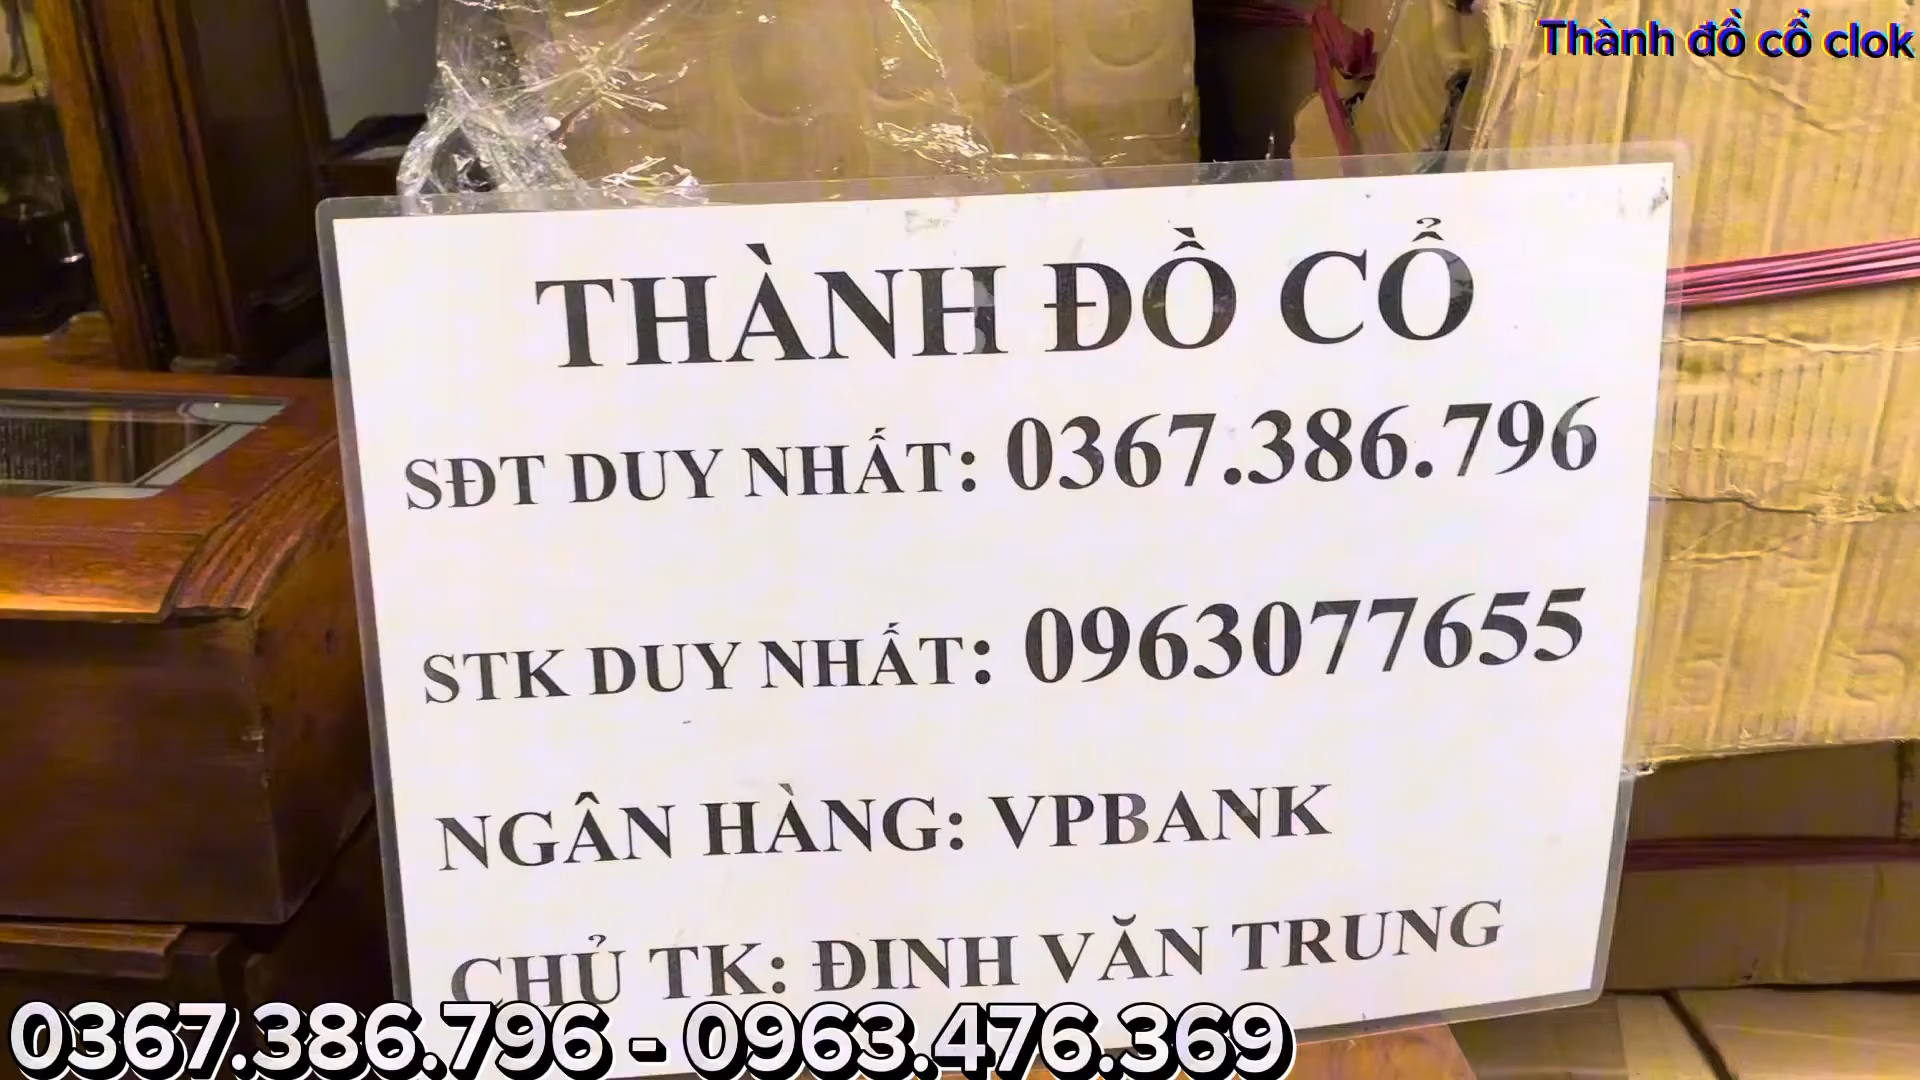 Thành đồ cổ clok
THÀNH ĐỒ CỔ
SĐT DUY NHẤT: 0367.386.796
STK DUY NHẤT: 0963077655
NGÂN HÀNG: VPBANK
CHỦ TK: ĐINH VĂN TRUNG
0367.386.796 - 0963.476.369